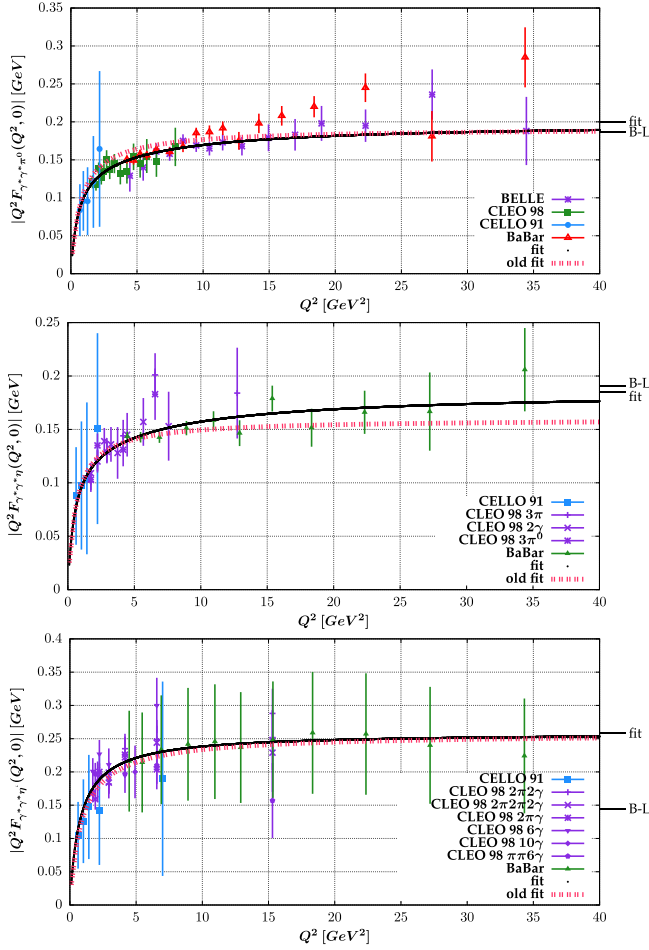 |Q²F_γ*γ*π⁰(Q²,0)| [GeV]
0.35
0.3
0.25
0.2
0.15
0.1
0.05
0
fit
B-L
BELLE
CLEO 98
CELLO 91
BaBar
fit
old fit
0 5 10 15 20 25 30 35 40
Q² [GeV²]
|Q²F_γ*γ*η(Q²,0)| [GeV]
0.25
0.2
0.15
0.1
0.05
0
B-L
fit
CELLO 91
CLEO 98 3π
CLEO 98 2γ
CLEO 98 3π⁰
BaBar
fit
old fit
0 5 10 15 20 25 30 35 40
Q² [GeV²]
|Q²F_γ*γ*η′(Q²,0)| [GeV]
0.4
0.35
0.3
0.25
0.2
0.15
0.1
0.05
0
fit
B-L
CELLO 91
CLEO 98 2π2γ
CLEO 98 2π2π2γ
CLEO 98 2πγ
CLEO 98 6γ
CLEO 98 10γ
CLEO 98 ππ6γ
BaBar
fit
old fit
0 5 10 15 20 25 30 35 40
Q² [GeV²]